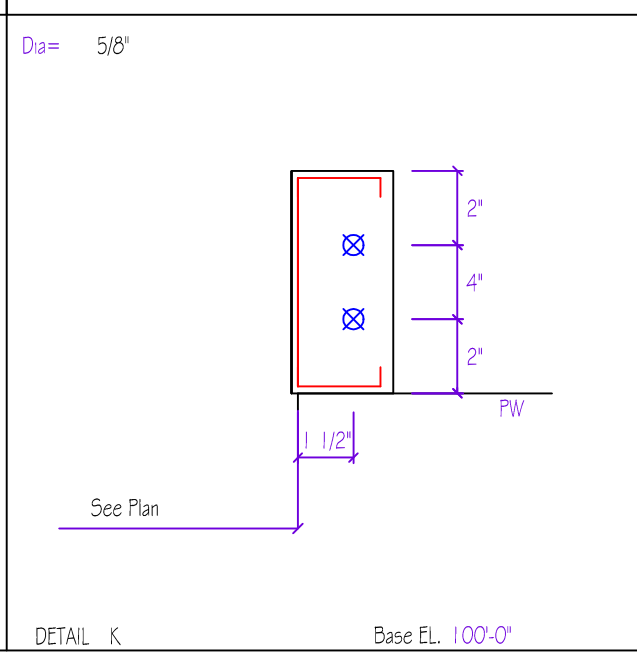 Dia= 5/8"
2"
4"
2"
PW
1 1/2"
See Plan
DETAIL K Base EL. 100'-0"